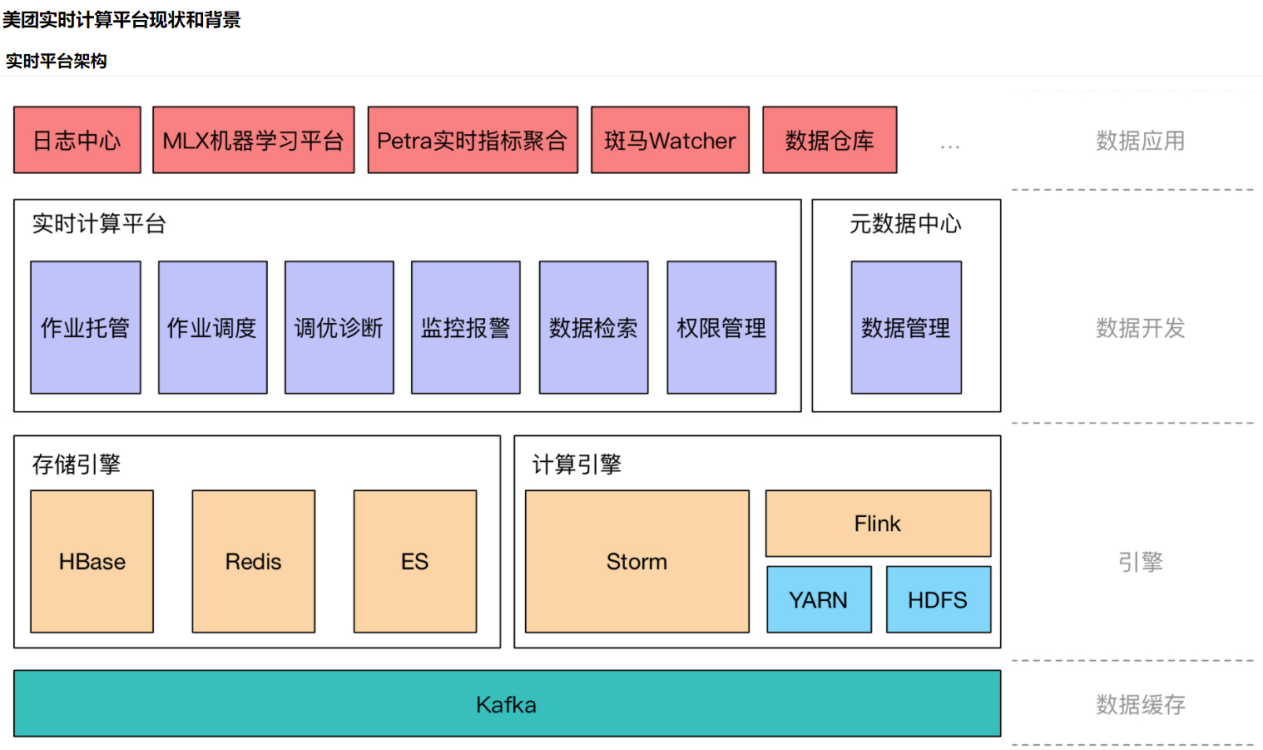 美团实时计算平台现状和背景
实时平台架构
日志中心 MLX机器学习平台 Petra实时指标聚合 斑马Watcher 数据仓库 … 数据应用
实时计算平台 元数据中心
作业托管 作业调度 调优诊断 监控报警 数据检索 权限管理 数据管理 数据开发
存储引擎 计算引擎
Flink
HBase Redis ES Storm 引擎
YARN HDFS
Kafka 数据缓存